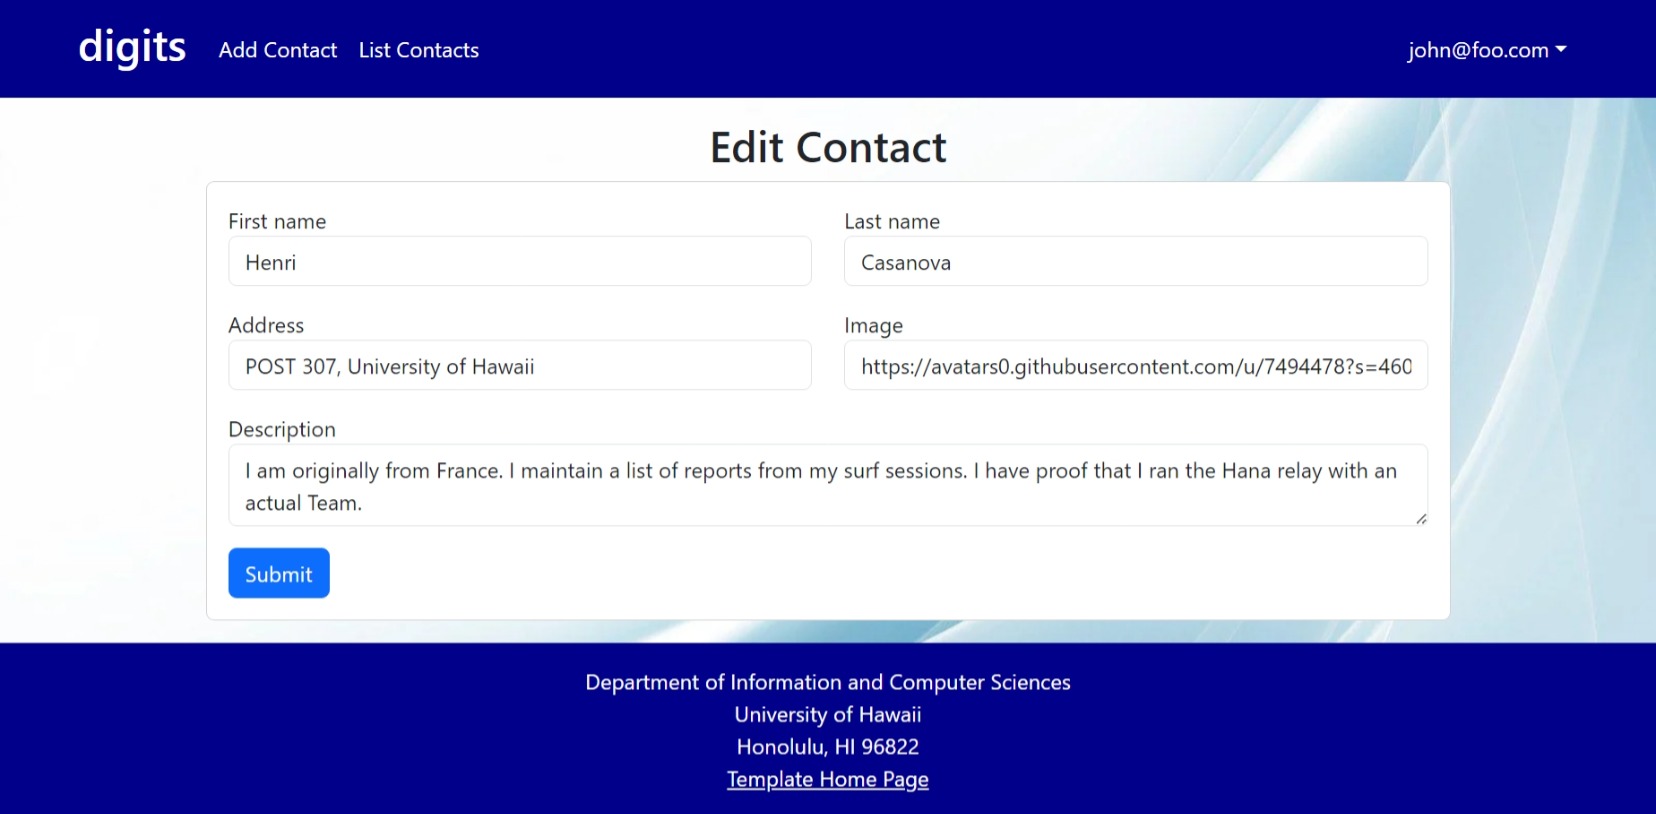 digits Add Contact List Contacts john@foo.com
Edit Contact
First name Last name
Henri Casanova
Address Image
POST 307, University of Hawaii https://avatars0.githubusercontent.com/u/7494478?s=460
Description
I am originally from France. I maintain a list of reports from my surf sessions. I have proof that I ran the Hana relay with an
actual Team.
Submit
Department of Information and Computer Sciences
University of Hawaii
Honolulu, HI 96822
Template Home Page